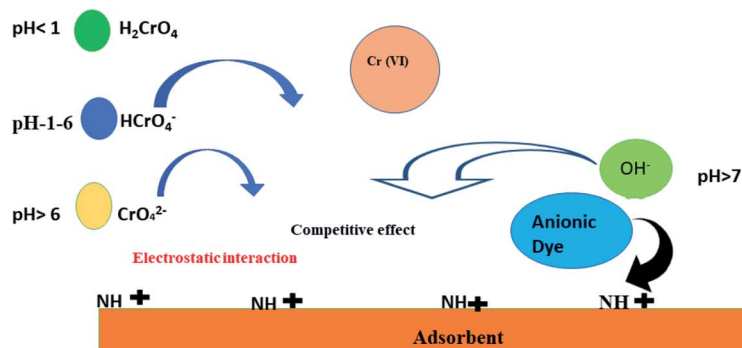 pH< 1 H₂CrO₄
Cr (VI)
pH-1-6 HCrO₄⁻
OH⁻
pH>7
pH> 6 CrO₄²⁻
Anionic
Dye
Competitive effect
Electrostatic interaction
NH + NH + NH + NH +
Adsorbent